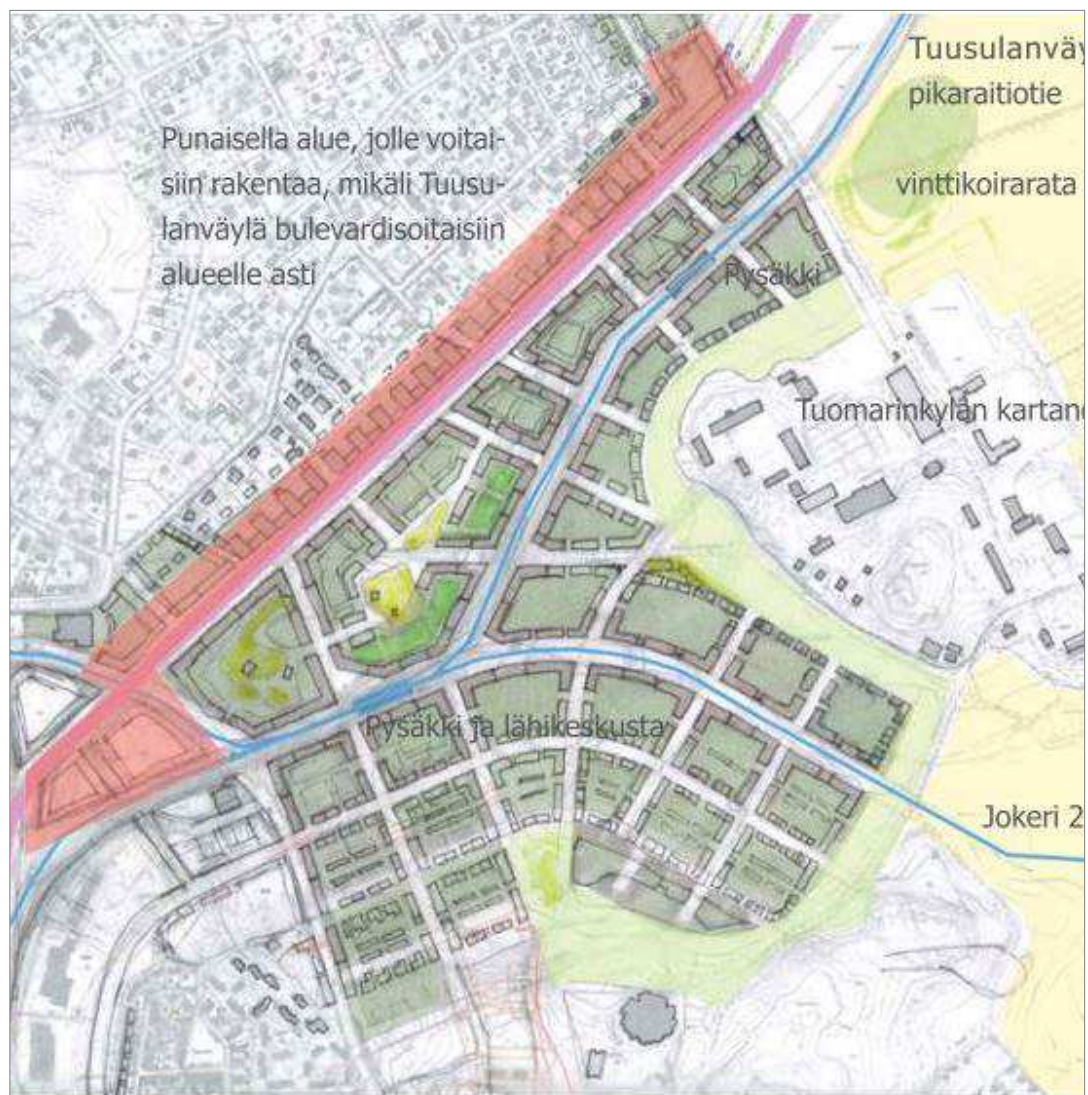 Tuusulanväy
pikaraitiotie
Punaisella alue, jolle voitai-
siin rakentaa, mikäli Tuusu-
lanväylä bulevardisoitaisiin
alueelle asti
vinttikoirarata
Pysäkki
Tuomarinkylän kartano
Pysäkki ja lähikeskusta
Jokeri 2